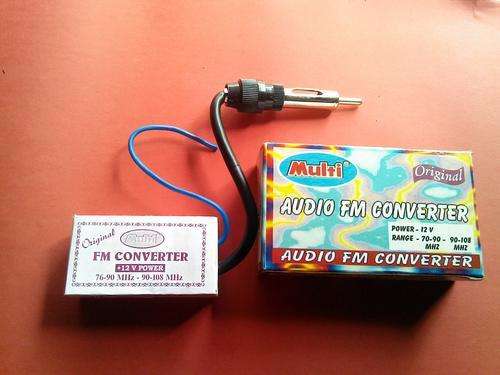 Original
Multi
FM CONVERTER
+12 V POWER
76-90 MHz - 90-108 MHz
Multi
Original
AUDIO FM CONVERTER
POWER - 12 V
RANGE - 70-90 - 90-108
MHZ MHZ
AUDIO FM CONVERTER